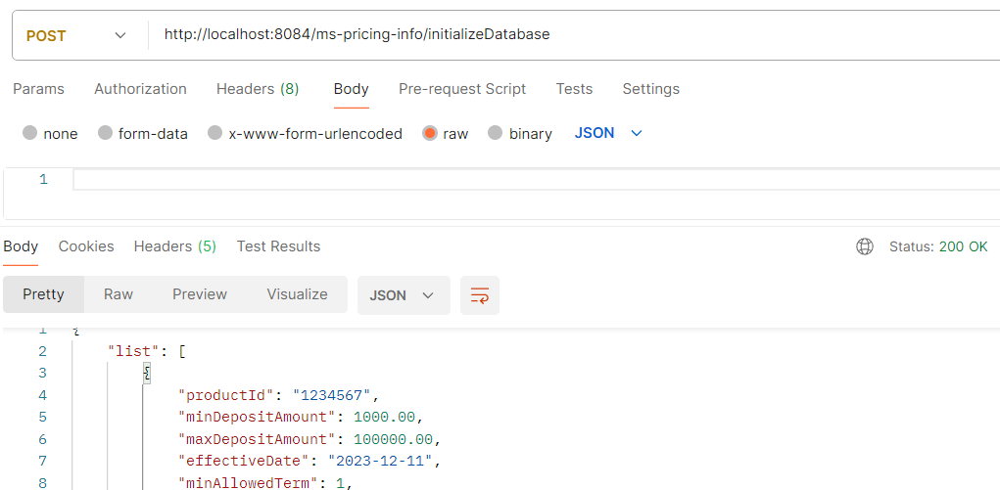 POST http://localhost:8084/ms-pricing-info/initializeDatabase
Params Authorization Headers (8) Body Pre-request Script Tests Settings
none form-data x-www-form-urlencoded raw binary JSON
1
Body Cookies Headers (5) Test Results Status: 200 OK
Pretty Raw Preview Visualize JSON
1 {
2 "list": [
3 {
4 "productId": "1234567",
5 "minDepositAmount": 1000.00,
6 "maxDepositAmount": 100000.00,
7 "effectiveDate": "2023-12-11",
8 "minAllowedTerm": 1,